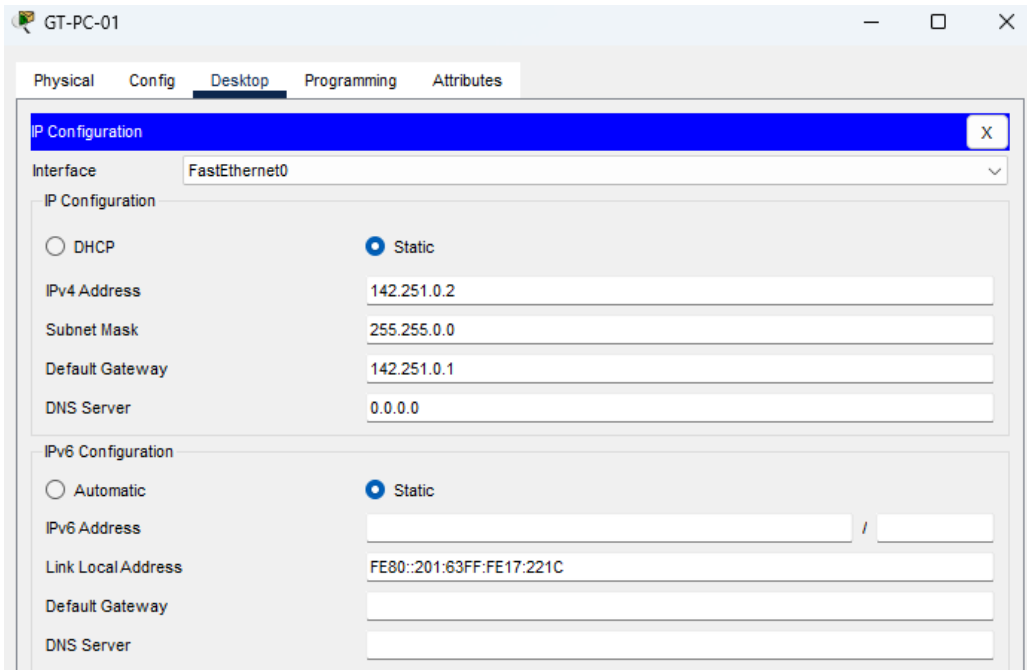 GT-PC-01
Physical Config Desktop Programming Attributes
IP Configuration X
Interface FastEthernet0
IP Configuration
DHCP Static
IPv4 Address 142.251.0.2
Subnet Mask 255.255.0.0
Default Gateway 142.251.0.1
DNS Server 0.0.0.0
IPv6 Configuration
Automatic Static
IPv6 Address /
Link Local Address FE80::201:63FF:FE17:221C
Default Gateway
DNS Server